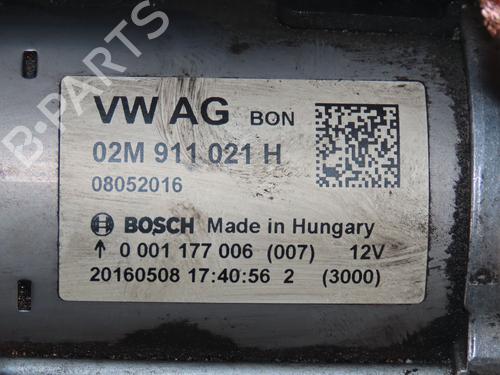 B-PARTS
VW AG BON
02M 911 021 H
08052016
BOSCH Made in Hungary
↑ 0 001 177 006 (007) 12V
20160508 17:40:56 2 (3000)